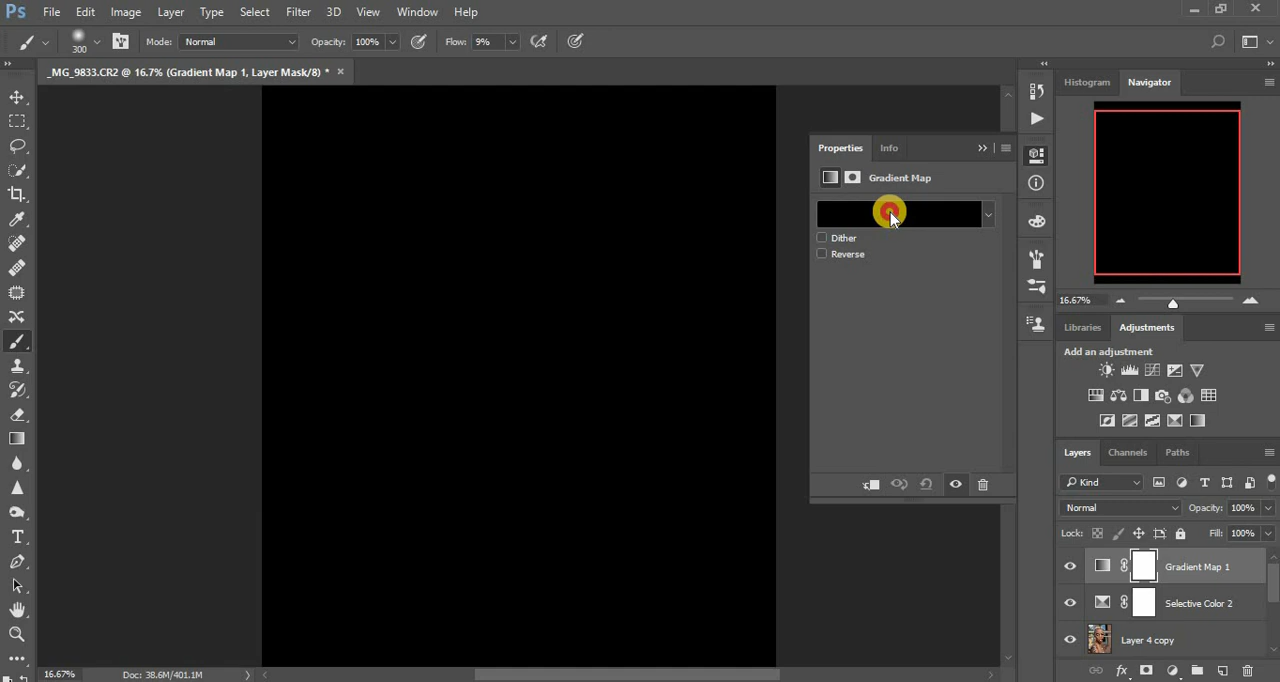 Ps File Edit Image Layer Type Select Filter 3D View Window Help
300 Mode: Normal Opacity: 100% Flow: 9%
_MG_9833.CR2 @ 16.7% (Gradient Map 1, Layer Mask/8) * ×
Histogram Navigator
Properties Info
Gradient Map
Dither
Reverse
16.67%
Libraries Adjustments
Add an adjustment
Layers Channels Paths
Kind
Normal Opacity: 100%
Lock: Fill: 100%
Gradient Map 1
Selective Color 2
Layer 4 copy
16.67% Doc: 38.6M/401.1M